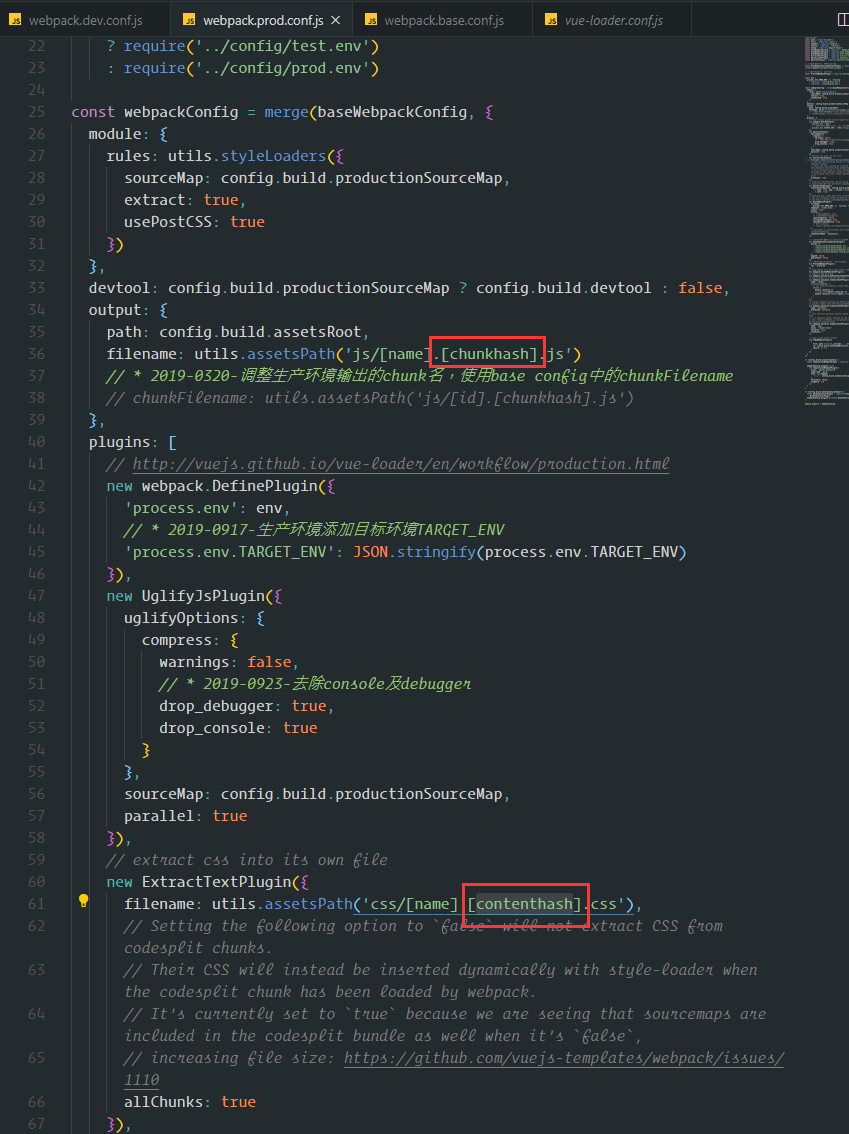 webpack.dev.conf.js
webpack.prod.conf.js ×
webpack.base.conf.js
vue-loader.conf.js
22 ? require('../config/test.env')
23 : require('../config/prod.env')
24
25 const webpackConfig = merge(baseWebpackConfig, {
26 module: {
27 rules: utils.styleLoaders({
28 sourceMap: config.build.productionSourceMap,
29 extract: true,
30 usePostCSS: true
31 })
32 },
33 devtool: config.build.productionSourceMap ? config.build.devtool : false,
34 output: {
35 path: config.build.assetsRoot,
36 filename: utils.assetsPath('js/[name].[chunkhash].js')
37 // * 2019-0320-调整生产环境输出的chunk名，使用base config中的chunkFilename
38 // chunkFilename: utils.assetsPath('js/[id].[chunkhash].js')
39 },
40 plugins: [
41 // http://vuejs.github.io/vue-loader/en/workflow/production.html
42 new webpack.DefinePlugin({
43 'process.env': env,
44 // * 2019-0917-生产环境添加目标环境TARGET_ENV
45 'process.env.TARGET_ENV': JSON.stringify(process.env.TARGET_ENV)
46 }),
47 new UglifyJsPlugin({
48 uglifyOptions: {
49 compress: {
50 warnings: false,
51 // * 2019-0923-去除console及debugger
52 drop_debugger: true,
53 drop_console: true
54 }
55 },
56 sourceMap: config.build.productionSourceMap,
57 parallel: true
58 }),
59 // extract css into its own file
60 new ExtractTextPlugin({
61 filename: utils.assetsPath('css/[name].[contenthash].css'),
62 // Setting the following option to `false` will not extract CSS from
codesplit chunks.
63 // Their CSS will instead be inserted dynamically with style-loader when
the codesplit chunk has been loaded by webpack.
64 // It's currently set to `true` because we are seeing that sourcemaps are
included in the codesplit bundle as well when it's `false`,
65 // increasing file size: https://github.com/vuejs-templates/webpack/issues/
1110
66 allChunks: true
67 }),